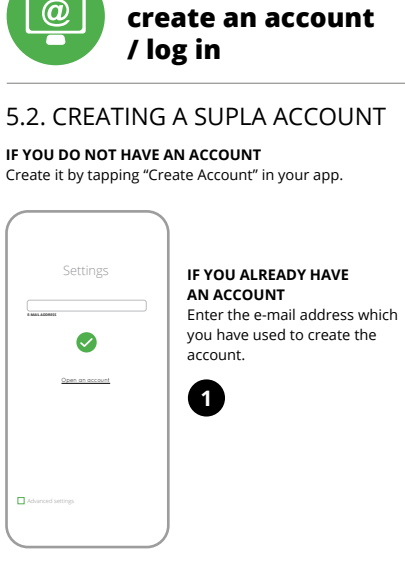 @
create an account
/ log in
5.2. CREATING A SUPLA ACCOUNT
IF YOU DO NOT HAVE AN ACCOUNT
Create it by tapping “Create Account” in your app.
Settings
E-MAIL ADDRESS
Open an account
Advanced settings
IF YOU ALREADY HAVE
AN ACCOUNT
Enter the e-mail address which
you have used to create the
account.
1